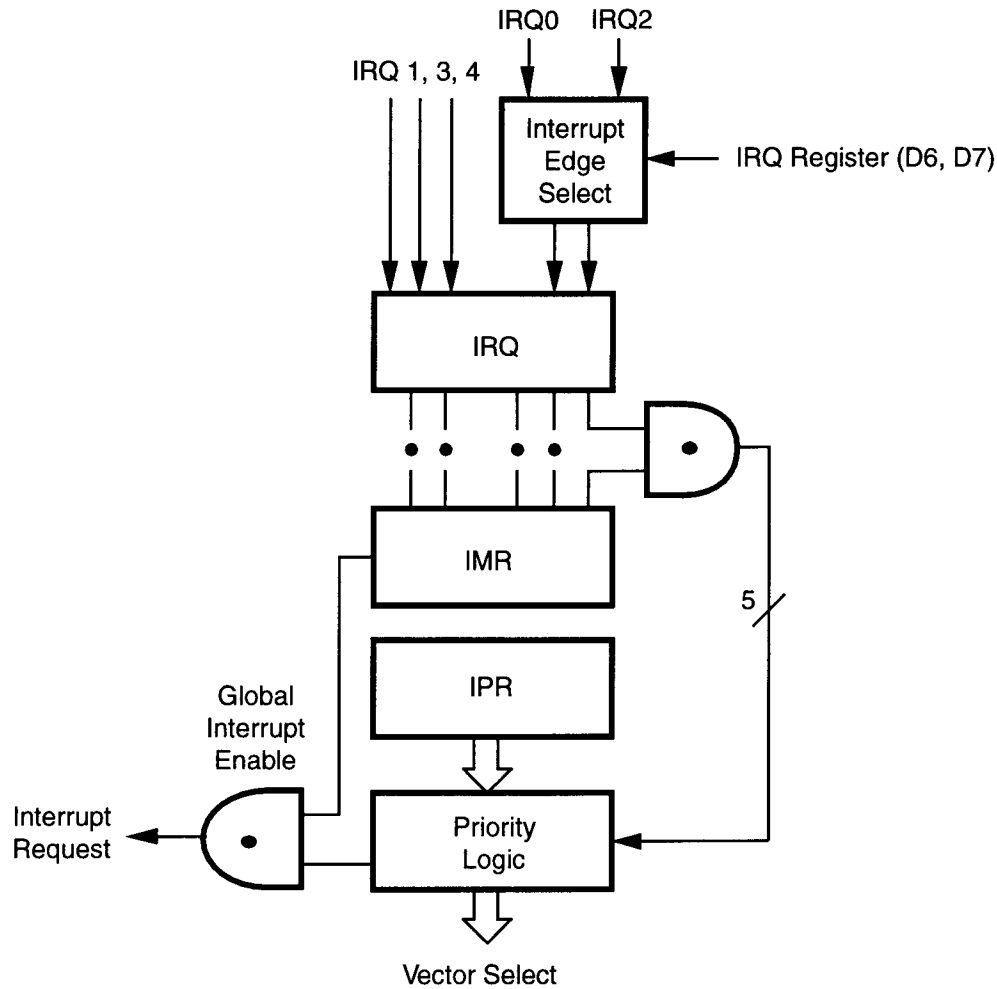 IRQ0
IRQ2
IRQ 1, 3, 4
Interrupt
Edge
Select
IRQ Register (D6, D7)
IRQ
IMR
5
IPR
Global
Interrupt
Enable
Interrupt
Request
Priority
Logic
Vector Select